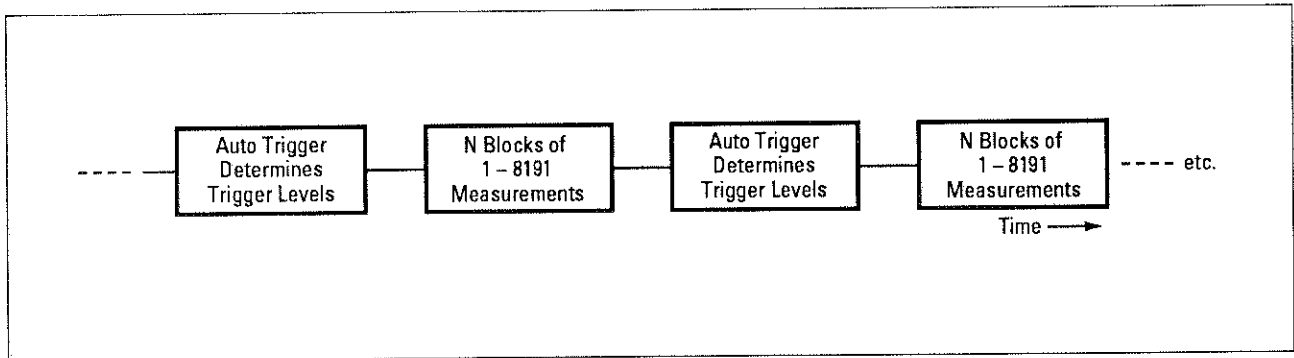 Auto Trigger
Determines
Trigger Levels
N Blocks of
1 – 8191
Measurements
Auto Trigger
Determines
Trigger Levels
N Blocks of
1 – 8191
Measurements
etc.
Time